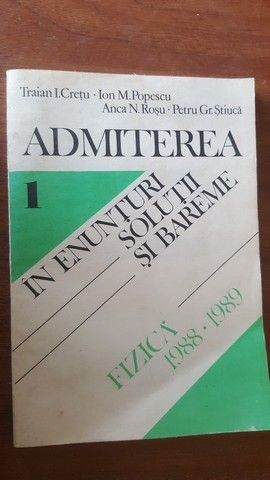 Traian I.Crețu · Ion M.Popescu
Anca N.Roșu · Petru Gr.Știucă
ADMITEREA
1
ÎN ENUNȚURI
SOLUȚII
ȘI BAREME
FIZICĂ
1988 · 1989